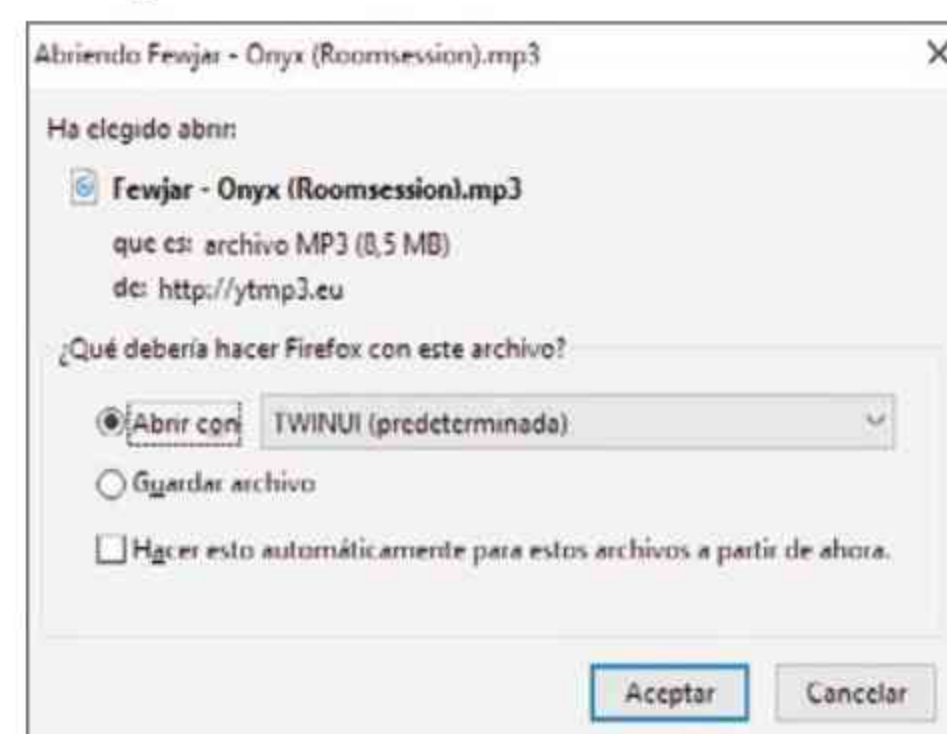 Abriendo Fewjar - Onyx (Roomsession).mp3
Ha elegido abrir:
Fewjar - Onyx (Roomsession).mp3
que es: archivo MP3 (8,5 MB)
de: http://ytmp3.eu
¿Qué debería hacer Firefox con este archivo?
Abrir con TWINUI (predeterminada)
Guardar archivo
Hacer esto automáticamente para estos archivos a partir de ahora.
Aceptar Cancelar